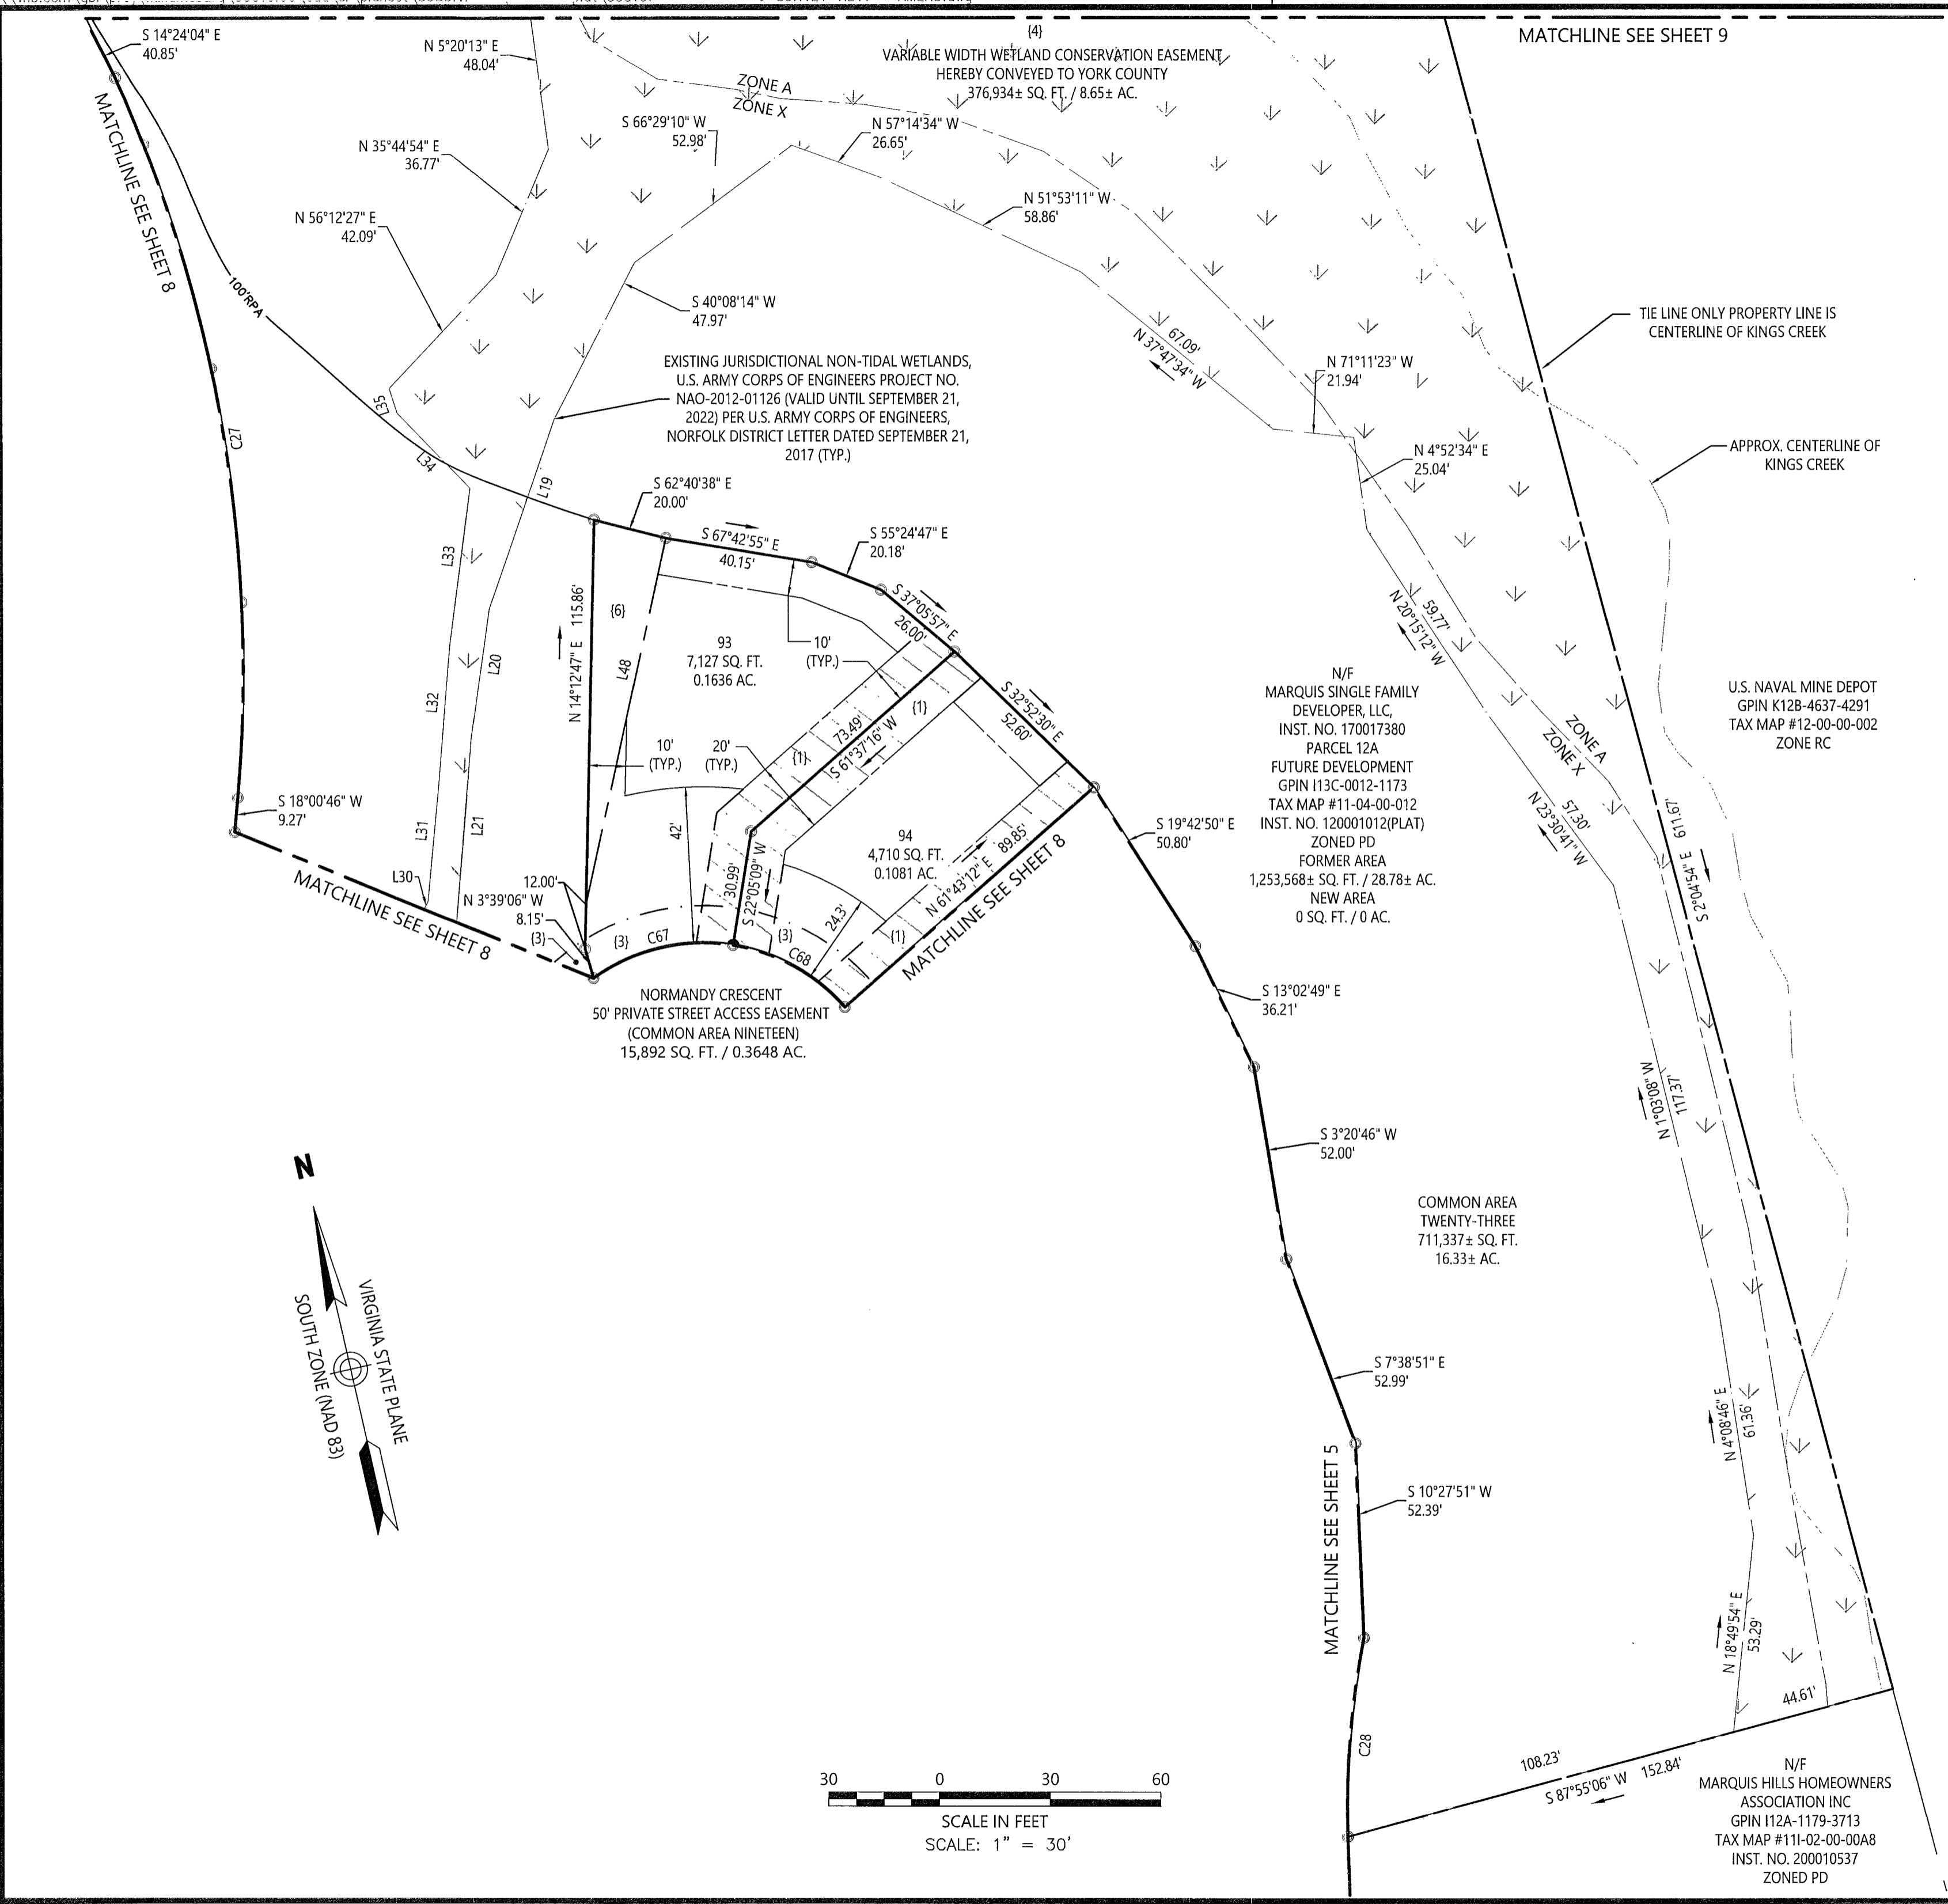 MATCHLINE SEE SHEET 9
S 14°24'04" E
40.85'
N 5°20'13" E
48.04'
{4}
VARIABLE WIDTH WETLAND CONSERVATION EASEMENT
HEREBY CONVEYED TO YORK COUNTY
376,934± SQ. FT. / 8.65± AC.
ZONE A
ZONE X
S 66°29'10" W
52.98'
N 57°14'34" W
26.65'
N 35°44'54" E
36.77'
MATCHLINE SEE SHEET 8
N 51°53'11" W
58.86'
N 56°12'27" E
42.09'
100'RPA
S 40°08'14" W
47.97'
TIE LINE ONLY PROPERTY LINE IS
CENTERLINE OF KINGS CREEK
67.09'
N 37°47'34" W
N 71°11'23" W
21.94'
EXISTING JURISDICTIONAL NON-TIDAL WETLANDS,
U.S. ARMY CORPS OF ENGINEERS PROJECT NO.
NAO-2012-01126 (VALID UNTIL SEPTEMBER 21,
2022) PER U.S. ARMY CORPS OF ENGINEERS,
NORFOLK DISTRICT LETTER DATED SEPTEMBER 21,
2017 (TYP.)
L35
C27
L34
L19
N 4°52'34" E
25.04'
APPROX. CENTERLINE OF
KINGS CREEK
S 62°40'38" E
20.00'
S 67°42'55" E
40.15'
S 55°24'47" E
20.18'
L33
N 14°12'47" E 115.86'
{6}
S 37°05'57" E
26.00'
59.77'
N 20°15'12" W
93
7,127 SQ. FT.
0.1636 AC.
10'
(TYP.)
L48
L20
L32
{1}
S 32°52'30" E
52.60'
73.49'
S 61°37'16" W
{1}
10'
(TYP.)
20'
(TYP.)
N/F
MARQUIS SINGLE FAMILY
DEVELOPER, LLC,
INST. NO. 170017380
PARCEL 12A
FUTURE DEVELOPMENT
GPIN I13C-0012-1173
TAX MAP #11-04-00-012
INST. NO. 120001012(PLAT)
ZONED PD
FORMER AREA
1,253,568± SQ. FT. / 28.78± AC.
NEW AREA
0 SQ. FT. / 0 AC.
U.S. NAVAL MINE DEPOT
GPIN K12B-4637-4291
TAX MAP #12-00-00-002
ZONE RC
ZONE A
ZONE X
S 18°00'46" W
9.27'
L31
L21
42'
94
4,710 SQ. FT.
0.1081 AC.
N 61°43'12" E 89.85'
MATCHLINE SEE SHEET 8
S 19°42'50" E
50.80'
57.30'
N 23°30'41" W
S 2°04'54" E 611.67'
L30
MATCHLINE SEE SHEET 8
12.00'
N 3°39'06" W
8.15'
{3}
{3}
C67
30.99'
S 22°05'09" W
{3}
C68
24.3'
{1}
NORMANDY CRESCENT
50' PRIVATE STREET ACCESS EASEMENT
(COMMON AREA NINETEEN)
15,892 SQ. FT. / 0.3648 AC.
S 13°02'49" E
36.21'
N 1°03'08" W
117.37'
S 3°20'46" W
52.00'
N
VIRGINIA STATE PLANE
SOUTH ZONE (NAD 83)
COMMON AREA
TWENTY-THREE
711,337± SQ. FT.
16.33± AC.
S 7°38'51" E
52.99'
N 4°08'46" E
61.36'
MATCHLINE SEE SHEET 5
S 10°27'51" W
52.39'
N 18°49'54" E
53.29'
44.61'
C28
108.23'
S 87°55'06" W 152.84'
30 0 30 60
SCALE IN FEET
SCALE: 1" = 30'
N/F
MARQUIS HILLS HOMEOWNERS
ASSOCIATION INC
GPIN I12A-1179-3713
TAX MAP #11I-02-00-00A8
INST. NO. 200010537
ZONED PD